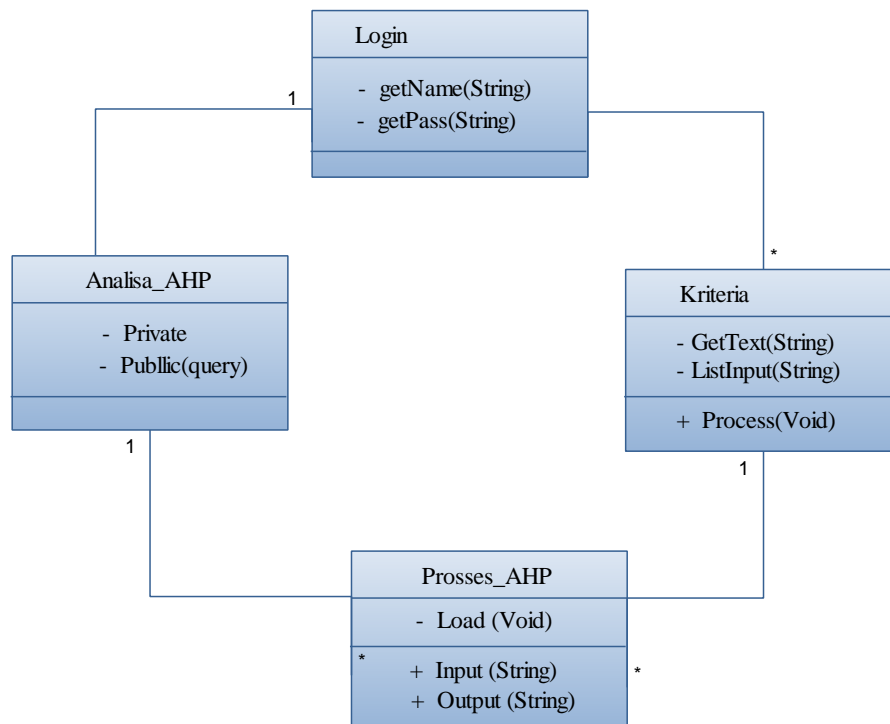 Login
- getName(String)
- getPass(String)
1
*
Analisa_AHP
- Private
- Publlic(query)
1
Kriteria
- GetText(String)
- ListInput(String)
+ Process(Void)
1
Prosses_AHP
- Load (Void)
*
+ Input (String)
+ Output (String)
*